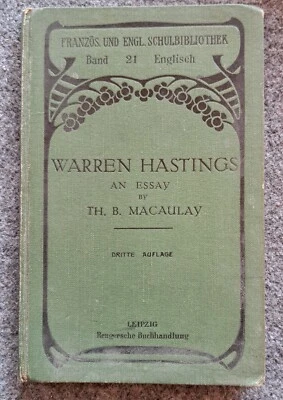 FRANZÖS. UND ENGL. SCHULBIBLIOTHEK
Band 21 Englisch
WARREN HASTINGS
AN ESSAY
BY
TH. B. MACAULAY
DRITTE AUFLAGE
LEIPZIG
Rengersche Buchhandlung